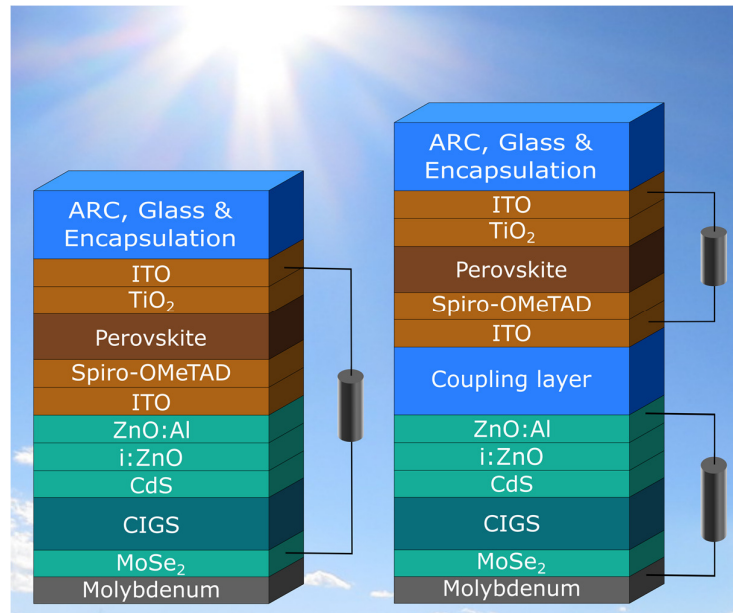 ARC, Glass &
Encapsulation
ITO
TiO₂
Perovskite
Spiro-OMeTAD
ITO
ZnO:Al
i:ZnO
CdS
CIGS
MoSe₂
Molybdenum
ARC, Glass &
Encapsulation
ITO
TiO₂
Perovskite
Spiro-OMeTAD
ITO
Coupling layer
ZnO:Al
i:ZnO
CdS
CIGS
MoSe₂
Molybdenum